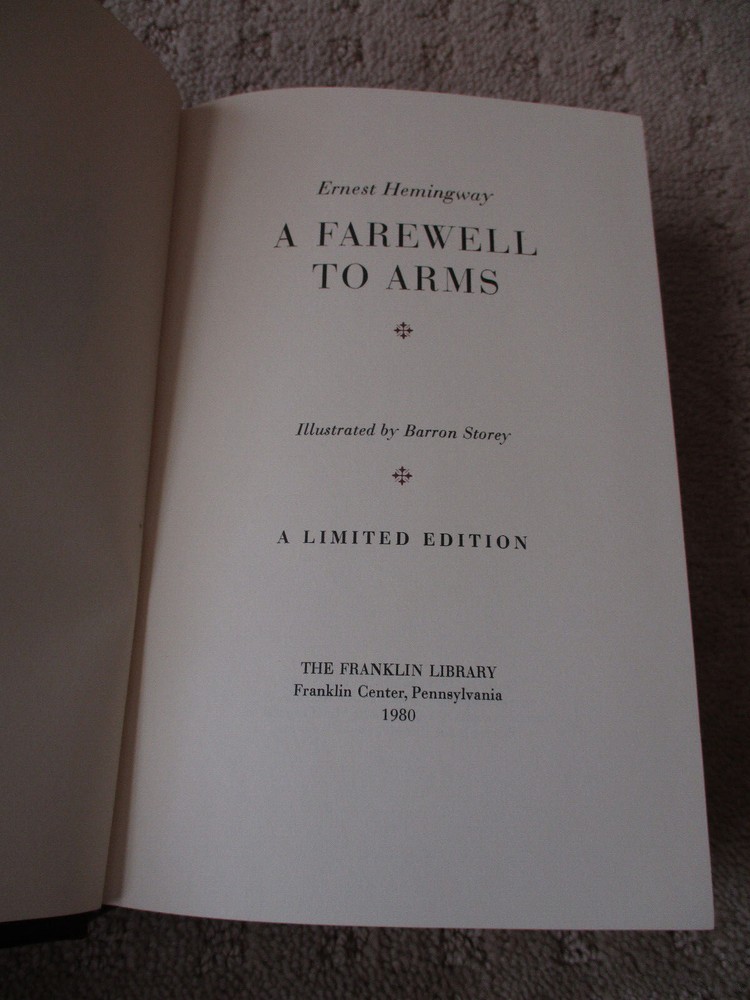 Ernest Hemingway
A FAREWELL
TO ARMS
Illustrated by Barron Storey
A LIMITED EDITION
THE FRANKLIN LIBRARY
Franklin Center, Pennsylvania
1980